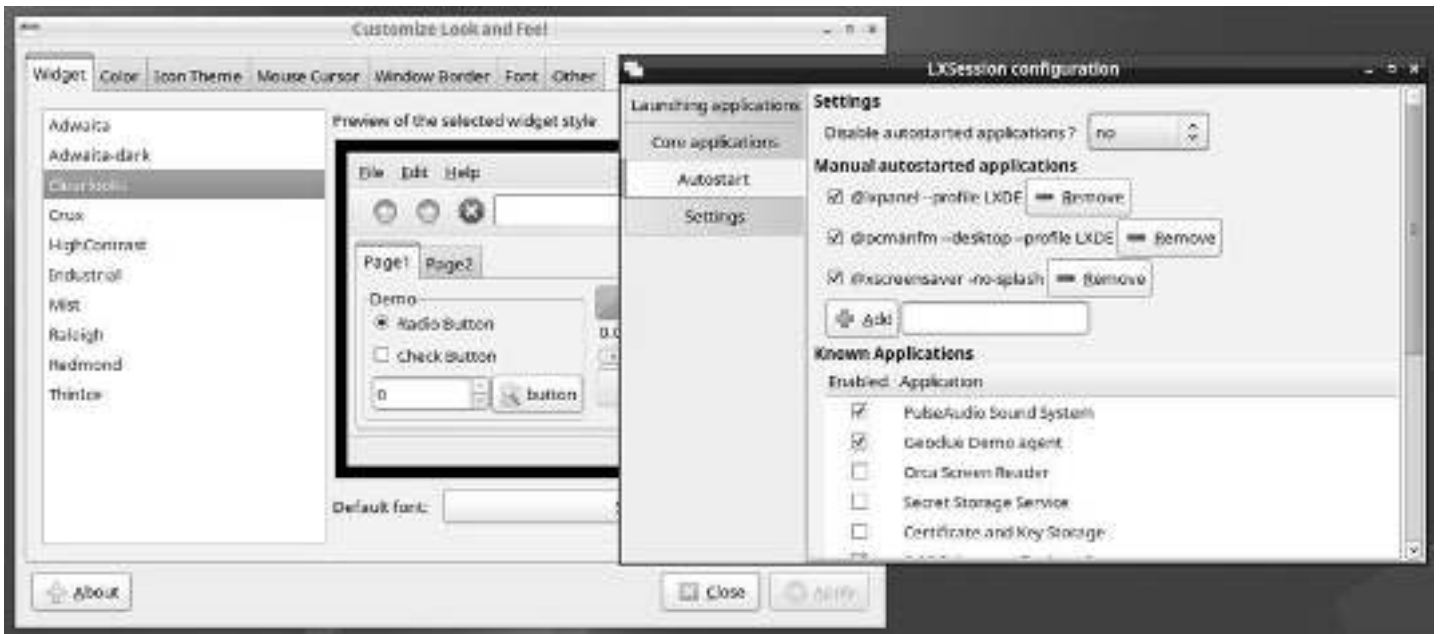 Customize Look and Feel
Widget Color Icon Theme Mouse Cursor Window Border Font Other
Adwaita
Adwaita-dark
Clearlooks
Crux
HighContrast
Industrial
Mist
Raleigh
Redmond
ThinIce
Preview of the selected widget style
File Edit Help
Page1 Page2
Demo
Radio Button
Check Button
0
button
Default font:
About
Close
Apply
LXSession configuration
Launching applications
Core applications
Autostart
Settings
Settings
Disable autostarted applications? no
Manual autostarted applications
@lxpanel --profile LXDE Remove
@pcmanfm --desktop --profile LXDE Remove
@xscreensaver -no-splash Remove
Add
Known Applications
Enabled Application
PulseAudio Sound System
Geoclue Demo agent
Orca Screen Reader
Secret Storage Service
Certificate and Key Storage